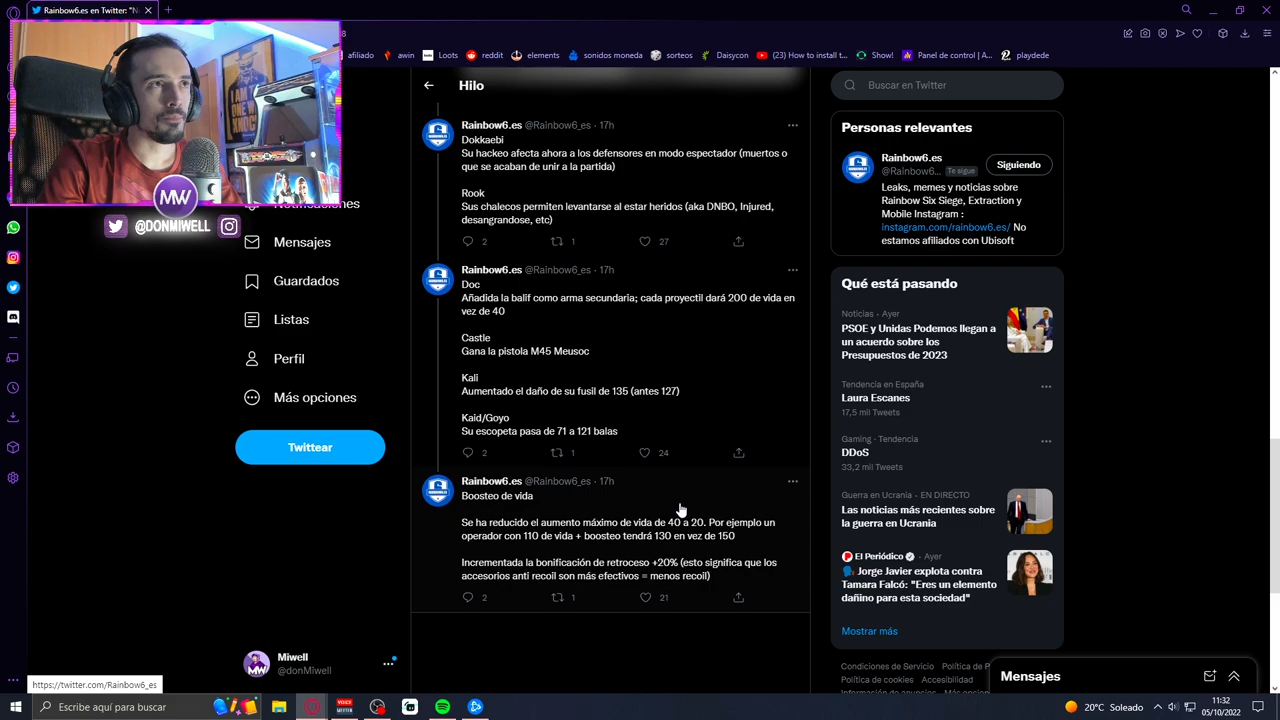 Rainbow6.es en Twitter: "N
8
afiliado
awin
Loots
reddit
elements
sonidos moneda
sorteos
Daisycon
(23) How to install t...
Show!
Panel de control | A...
playdede
MW
@DONMIWELL
Notificaciones
Mensajes
Guardados
Listas
Perfil
Más opciones
Twittear
Miwell
@donMiwell
https://twitter.com/Rainbow6_es
Hilo
Rainbow6.es @Rainbow6_es · 17h
Dokkaebi
Su hackeo afecta ahora a los defensores en modo espectador (muertos o
que se acaban de unir a la partida)
Rook
Sus chalecos permiten levantarse al estar heridos (aka DNBO, Injured,
desangrandose, etc)
2 1 27
Rainbow6.es @Rainbow6_es · 17h
Doc
Añadida la balif como arma secundaria; cada proyectil dará 200 de vida en
vez de 40
Castle
Gana la pistola M45 Meusoc
Kali
Aumentado el daño de su fusil de 135 (antes 127)
Kaid/Goyo
Su escopeta pasa de 71 a 121 balas
2 1 24
Rainbow6.es @Rainbow6_es · 17h
Boosteo de vida
Se ha reducido el aumento máximo de vida de 40 a 20. Por ejemplo un
operador con 110 de vida + boosteo tendrá 130 en vez de 150
Incrementada la bonificación de retroceso +20% (esto significa que los
accesorios anti recoil son más efectivos = menos recoil)
2 1 21
Buscar en Twitter
Personas relevantes
Rainbow6.es
@Rainbow6... Te sigue
Siguiendo
Leaks, memes y noticias sobre
Rainbow Six Siege, Extraction y
Mobile Instagram :
instagram.com/rainbow6.es/ No
estamos afiliados con Ubisoft
Qué está pasando
Noticias · Ayer
PSOE y Unidas Podemos llegan a
un acuerdo sobre los
Presupuestos de 2023
Tendencia en España
Laura Escanes
17,5 mil Tweets
Gaming · Tendencia
DDoS
33,2 mil Tweets
Guerra en Ucrania · EN DIRECTO
Las noticias más recientes sobre
la guerra en Ucrania
El Periódico · Ayer
Jorge Javier explota contra
Tamara Falcó: "Eres un elemento
dañino para esta sociedad"
Mostrar más
Condiciones de Servicio Política de P
Política de cookies Accesibilidad
Mensajes
Escribe aquí para buscar
20°C Soleado
11:32
05/10/2022